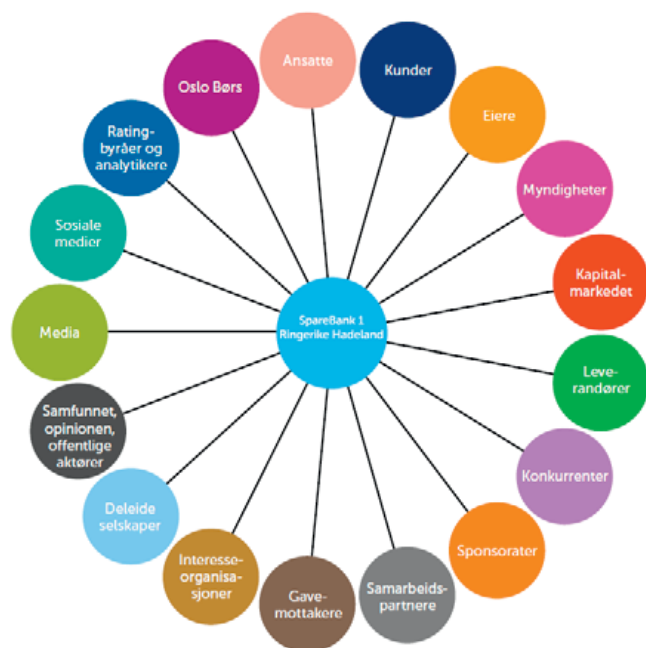 Ansatte
Kunder
Eiere
Myndigheter
Kapital-
markedet
Leve-
randører
Konkurrenter
Sponsorater
Samarbeids-
partnere
Gave-
mottakere
Interesse-
organisa-
sjoner
Deleide
selskaper
Samfunnet,
opinionen,
offentlige
aktører
Media
Sosiale
medier
Rating-
byråer og
analytikere
Oslo Børs
SpareBank 1
Ringerike Hadeland